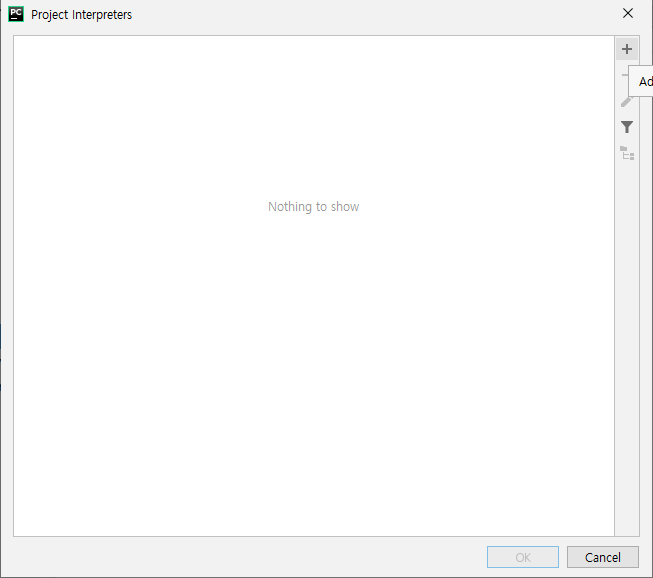 PC
Project Interpreters
Ad
Nothing to show
OK
Cancel